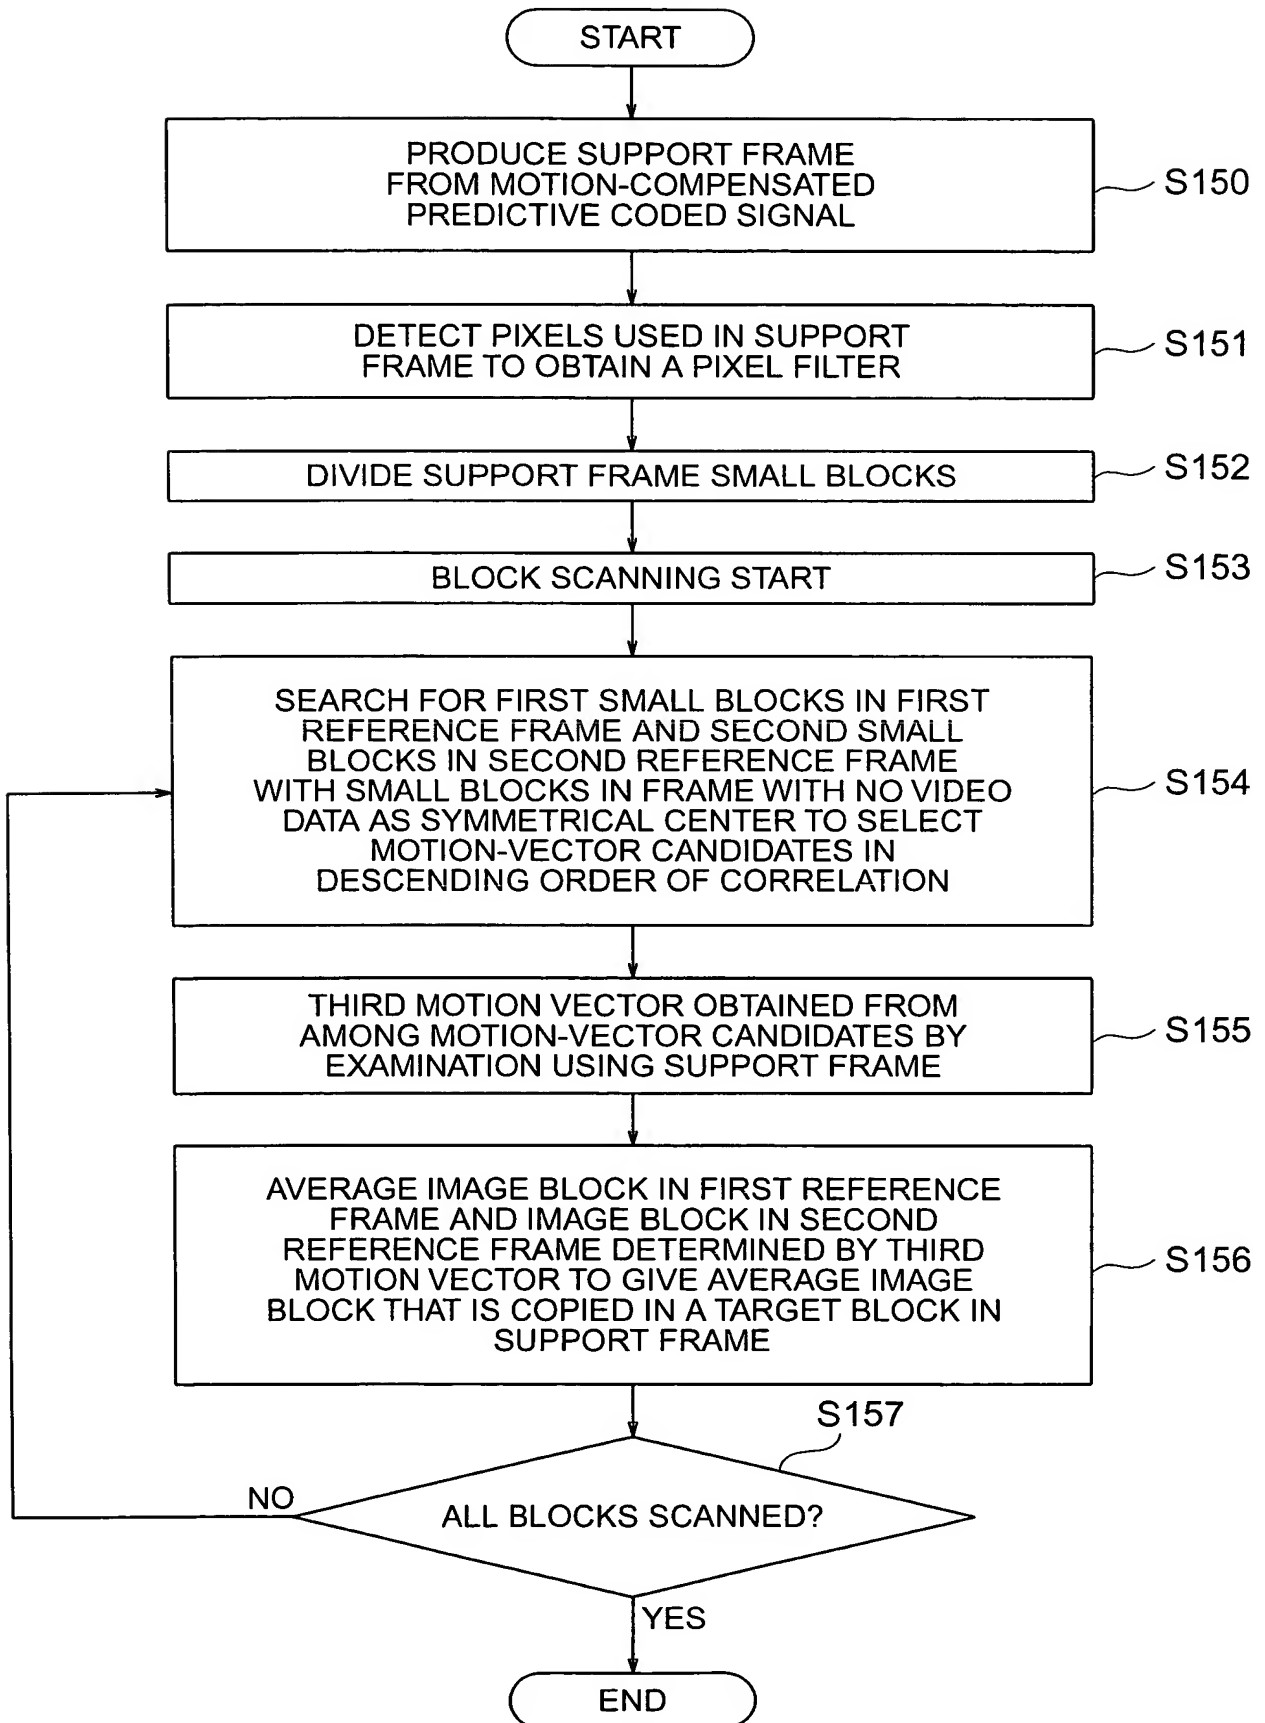 START
PRODUCE SUPPORT FRAME
FROM MOTION-COMPENSATED
PREDICTIVE CODED SIGNAL
S150
DETECT PIXELS USED IN SUPPORT
FRAME TO OBTAIN A PIXEL FILTER
S151
DIVIDE SUPPORT FRAME SMALL BLOCKS
S152
BLOCK SCANNING START
S153
SEARCH FOR FIRST SMALL BLOCKS IN FIRST
REFERENCE FRAME AND SECOND SMALL
BLOCKS IN SECOND REFERENCE FRAME
WITH SMALL BLOCKS IN FRAME WITH NO VIDEO
DATA AS SYMMETRICAL CENTER TO SELECT
MOTION-VECTOR CANDIDATES IN
DESCENDING ORDER OF CORRELATION
S154
THIRD MOTION VECTOR OBTAINED FROM
AMONG MOTION-VECTOR CANDIDATES BY
EXAMINATION USING SUPPORT FRAME
S155
AVERAGE IMAGE BLOCK IN FIRST REFERENCE
FRAME AND IMAGE BLOCK IN SECOND
REFERENCE FRAME DETERMINED BY THIRD
MOTION VECTOR TO GIVE AVERAGE IMAGE
BLOCK THAT IS COPIED IN A TARGET BLOCK IN
SUPPORT FRAME
S156
S157
NO
ALL BLOCKS SCANNED?
YES
END